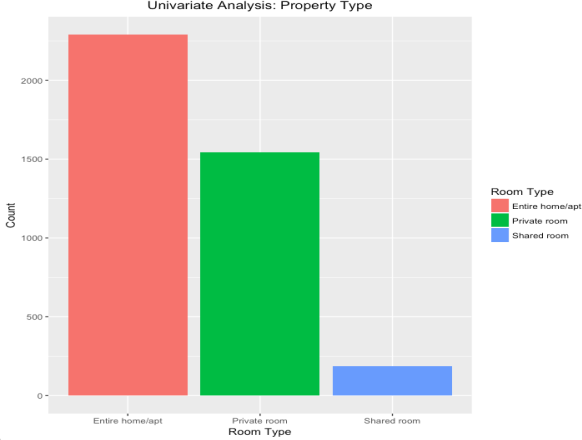 Univariate Analysis: Property Type
2000
1500
1000
500
0
Count
Entire home/apt
Private room
Shared room
Room Type
Room Type
Entire home/apt
Private room
Shared room